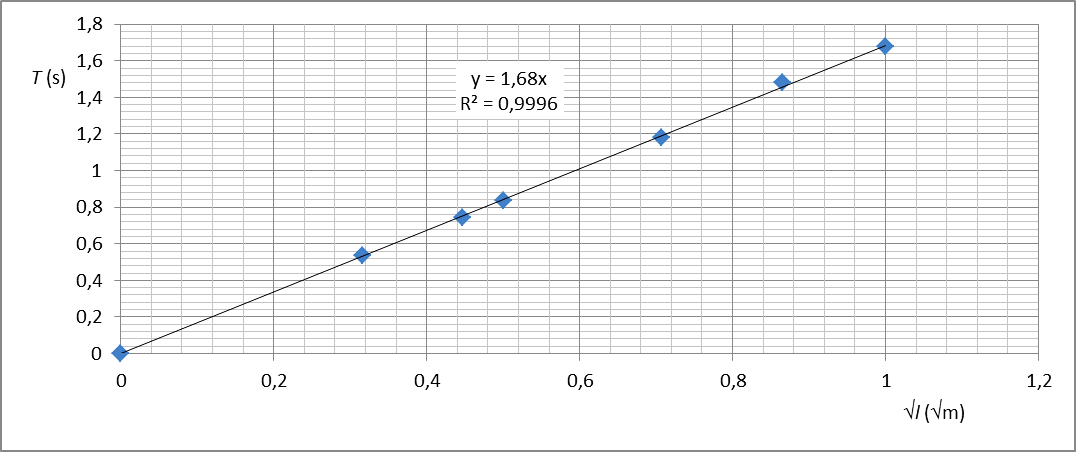 1,8
1,6
T (s)
1,4
y = 1,68x
R² = 0,9996
1,2
1
0,8
0,6
0,4
0,2
0
0 0,2 0,4 0,6 0,8 1 1,2
√l (√m)